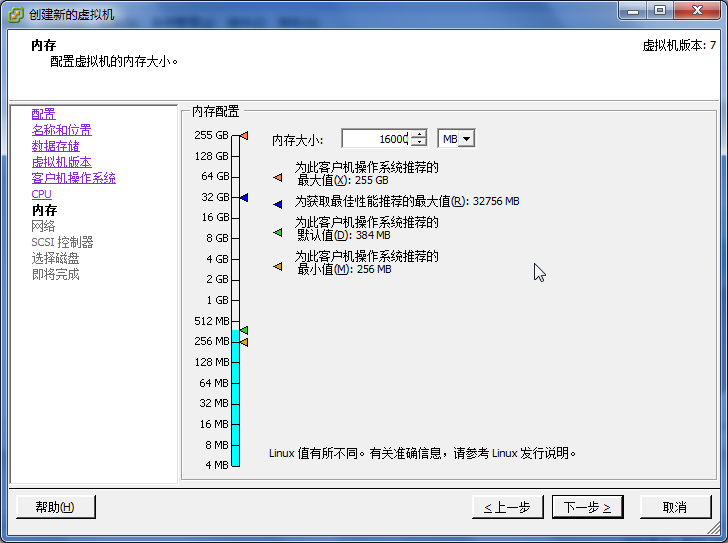 创建新的虚拟机
内存
虚拟机版本: 7
配置虚拟机的内存大小。
配置
名称和位置
数据存储
虚拟机版本
客户机操作系统
CPU
内存
网络
SCSI 控制器
选择磁盘
即将完成
内存配置
255 GB
128 GB
64 GB
32 GB
16 GB
8 GB
4 GB
2 GB
1 GB
512 MB
256 MB
128 MB
64 MB
32 MB
16 MB
8 MB
4 MB
内存大小: 16000 MB
为此客户机操作系统推荐的
最大值(X): 255 GB
为获取最佳性能推荐的最大值(R): 32756 MB
为此客户机操作系统推荐的
默认值(D): 384 MB
为此客户机操作系统推荐的
最小值(M): 256 MB
Linux 值有所不同。有关准确信息，请参考 Linux 发行说明。
帮助(H)
< 上一步
下一步 >
取消